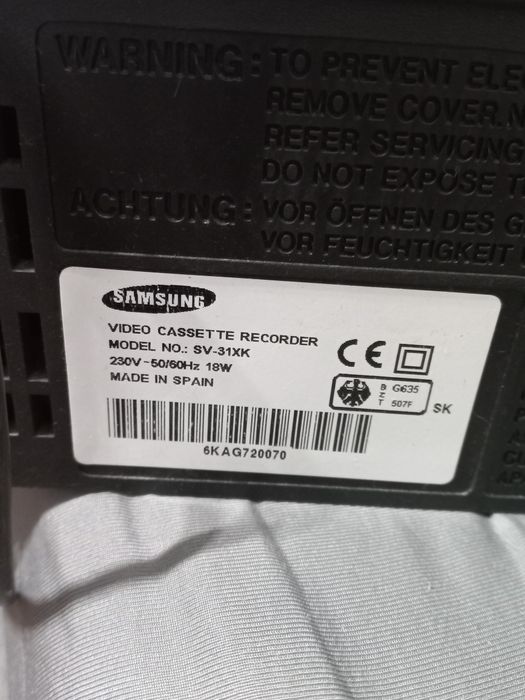 WARNING: TO PREVENT
REMOVE COVER.
REFER SERVICING
DO NOT EXPOSE
ACHTUNG: VOR ÖFFNEN DES
VOR FEUCHTIGKEIT
SAMSUNG
VIDEO CASSETTE RECORDER
MODEL NO.: SV-31XK
230V~50/60Hz 18W
MADE IN SPAIN
CE
BZT G635 507F
SK
6KAG720070